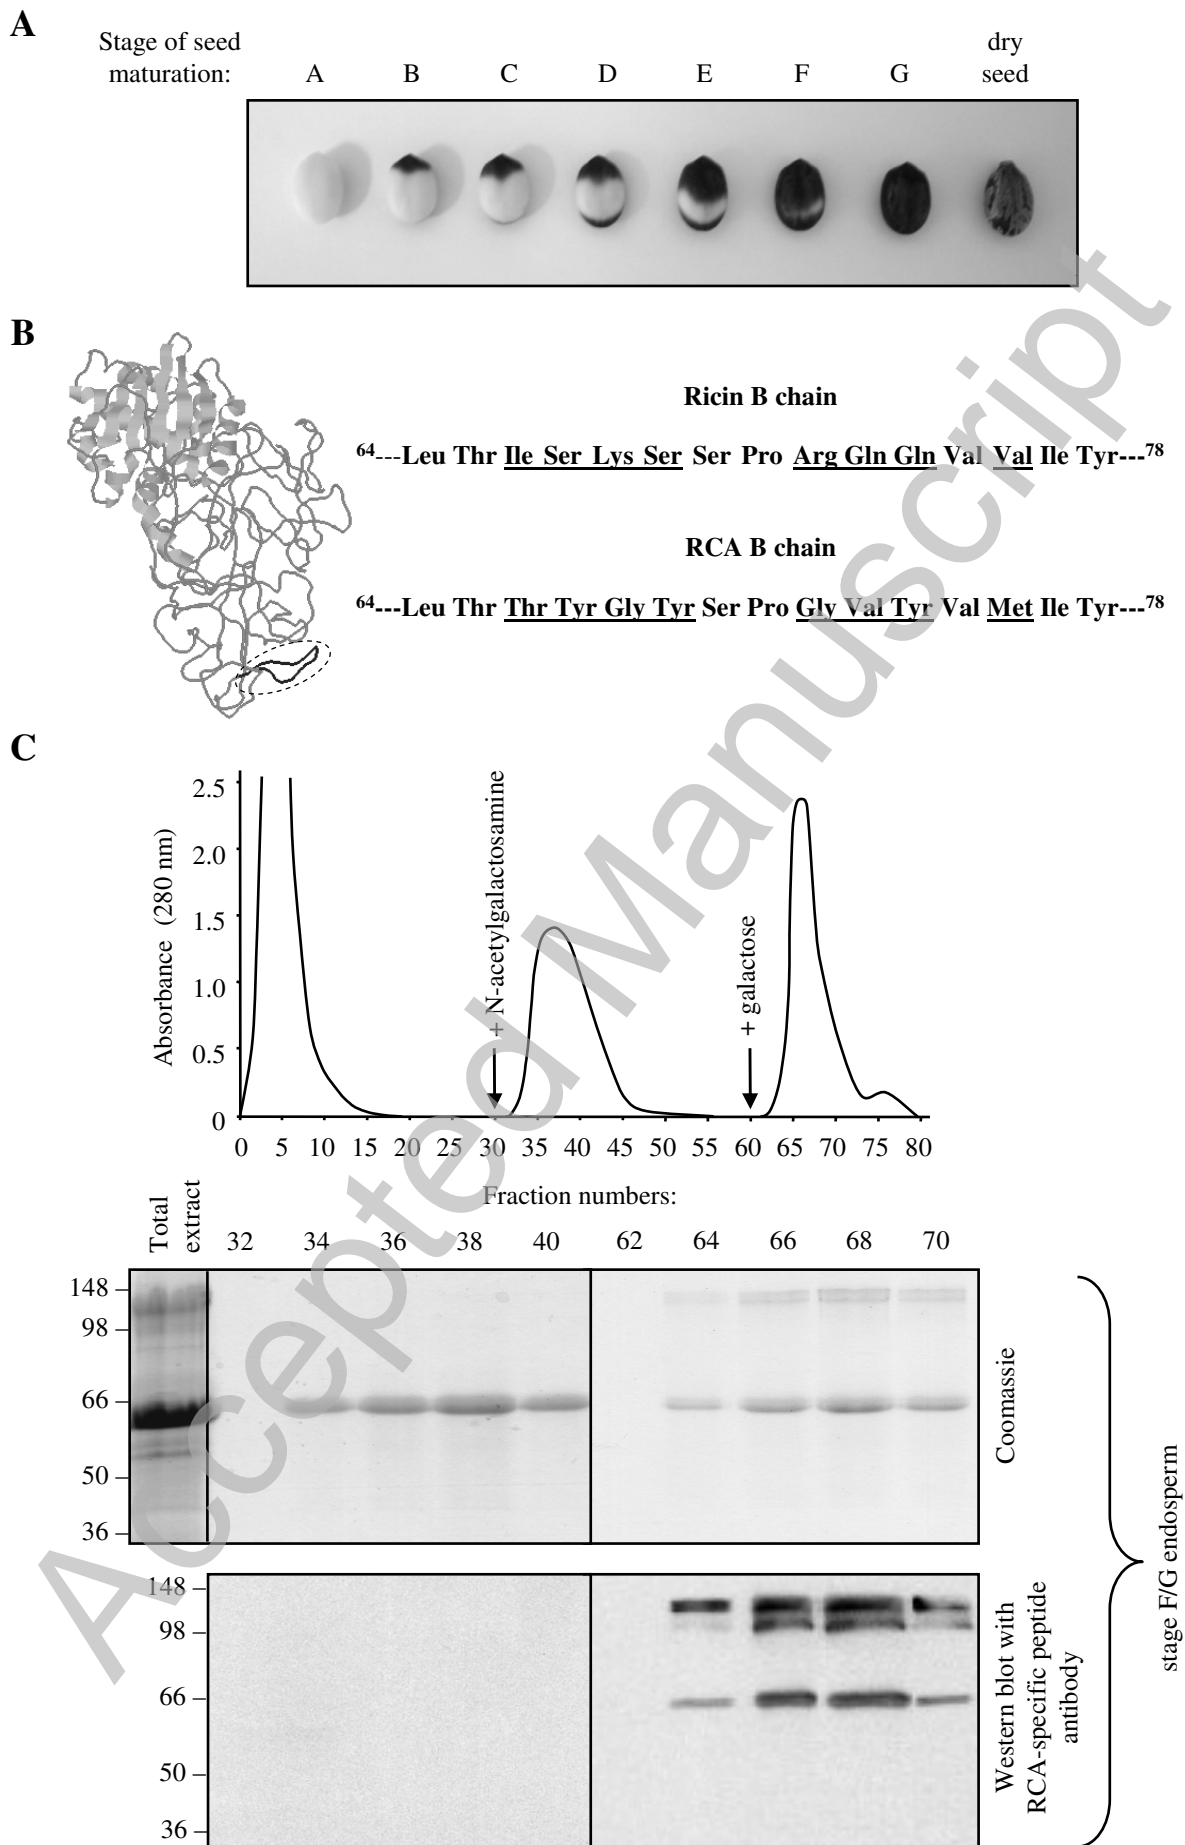 A
Stage of seed
maturation:
A B C D E F G
dry
seed
B
Ricin B chain
64---Leu Thr Ile Ser Lys Ser Ser Pro Arg Gln Gln Val Val Ile Tyr---78
RCA B chain
64---Leu Thr Thr Tyr Gly Tyr Ser Pro Gly Val Tyr Val Met Ile Tyr---78
C
Absorbance (280 nm)
2.5
2.0
1.5
1.0
0.5
0
+ N-acetylgalactosamine
+ galactose
0 5 10 15 20 25 30 35 40 45 50 55 60 65 70 75 80
Fraction numbers:
Total
extract
32 34 36 38 40 62 64 66 68 70
148
98
66
50
36
Coomassie
148
98
66
50
36
Western blot with
RCA-specific peptide
antibody
stage F/G endosperm
Accepted Manuscript